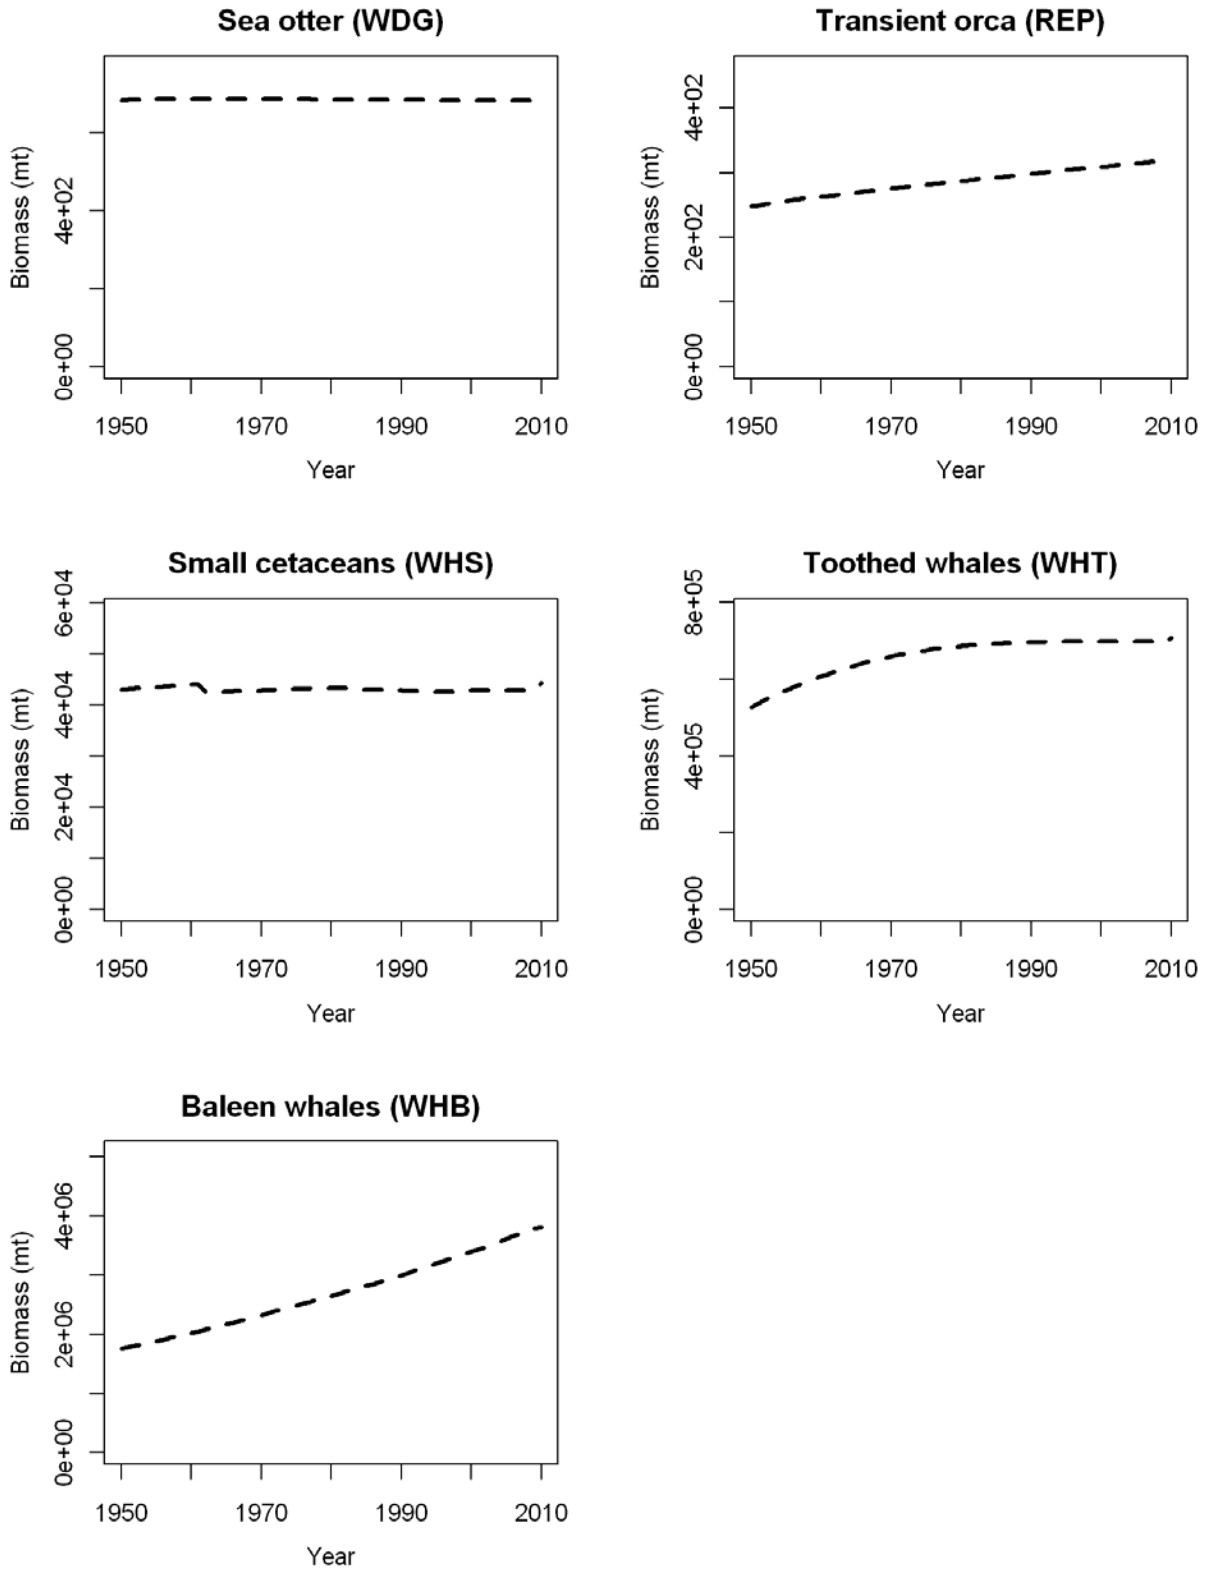 Sea otter (WDG)
Biomass (mt)
4e+02
0e+00
1950 1970 1990 2010
Year
Transient orca (REP)
Biomass (mt)
4e+02
2e+02
0e+00
1950 1970 1990 2010
Year
Small cetaceans (WHS)
Biomass (mt)
6e+04
4e+04
2e+04
0e+00
1950 1970 1990 2010
Year
Toothed whales (WHT)
Biomass (mt)
8e+05
4e+05
0e+00
1950 1970 1990 2010
Year
Baleen whales (WHB)
Biomass (mt)
4e+06
2e+06
0e+00
1950 1970 1990 2010
Year